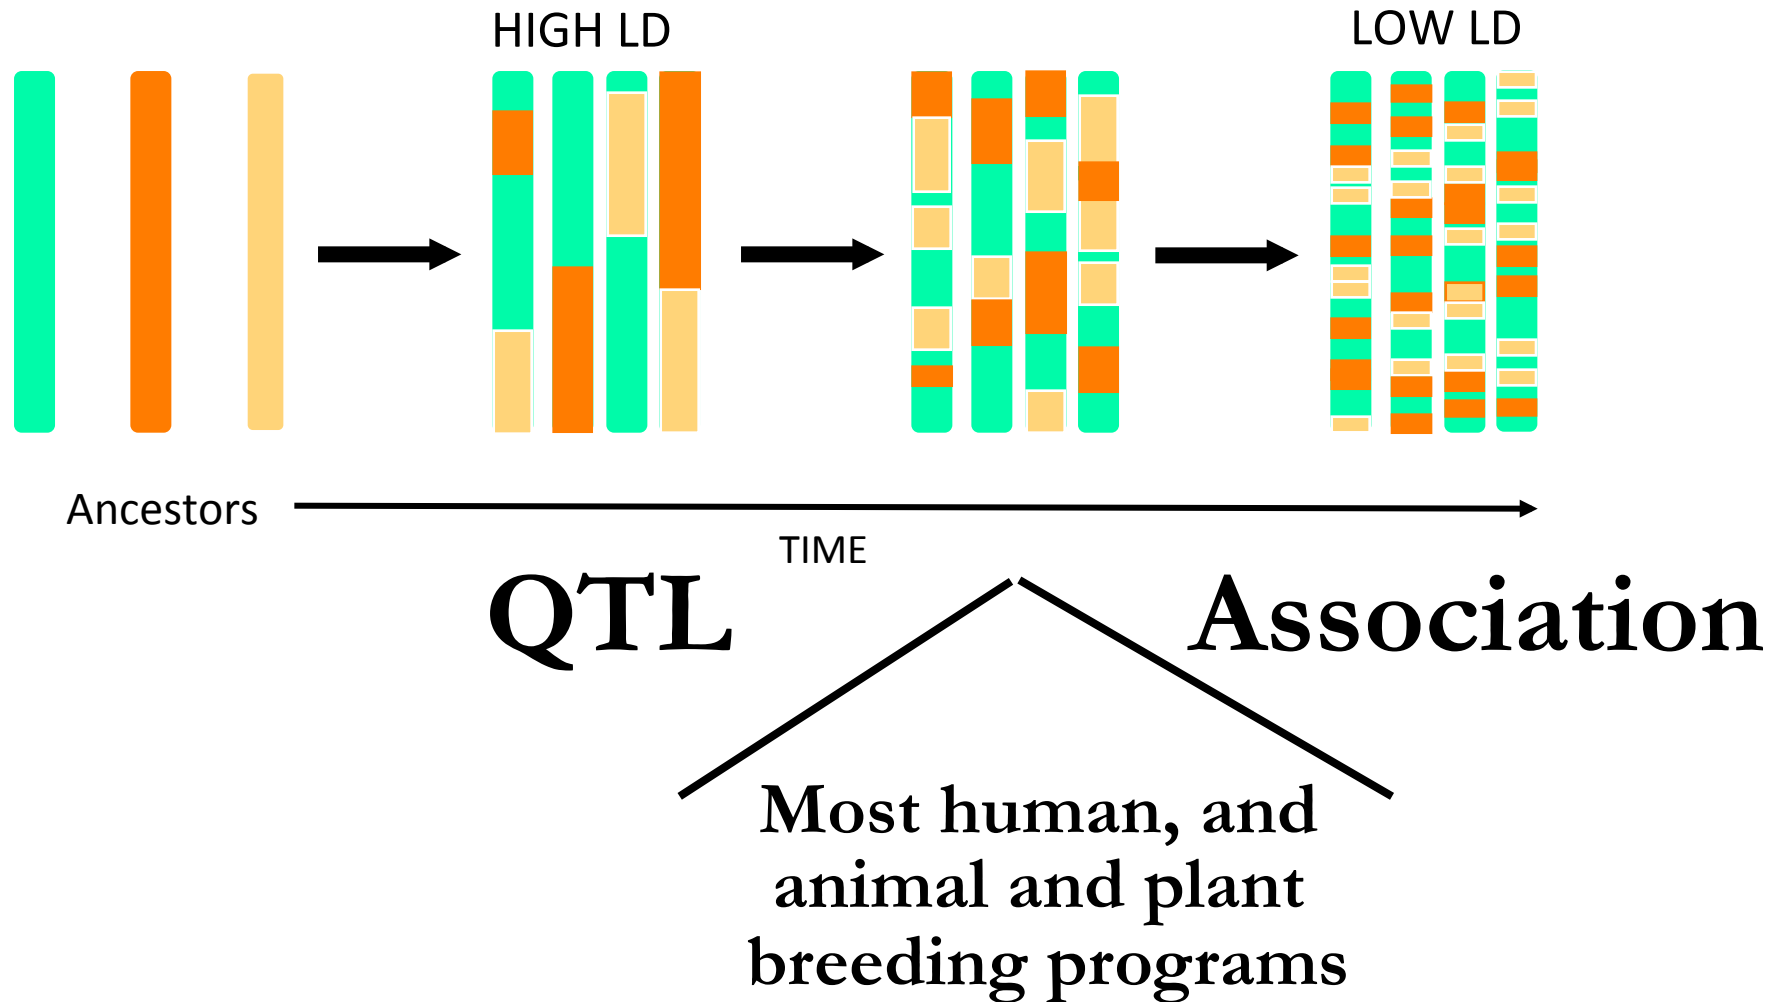 HIGH LD
LOW LD
Ancestors
TIME
QTL
Association
Most human, and
animal and plant
breeding programs